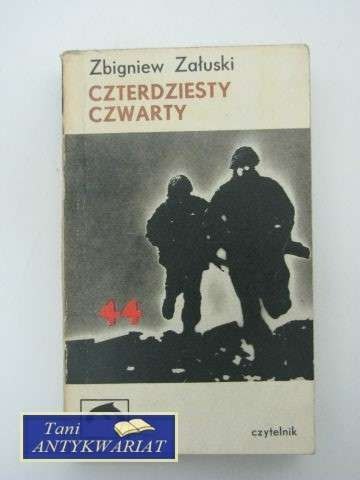 Zbigniew Załuski
CZTERDZIESTY
CZWARTY
44
czytelnik
Tani
ANTYKWARIAT